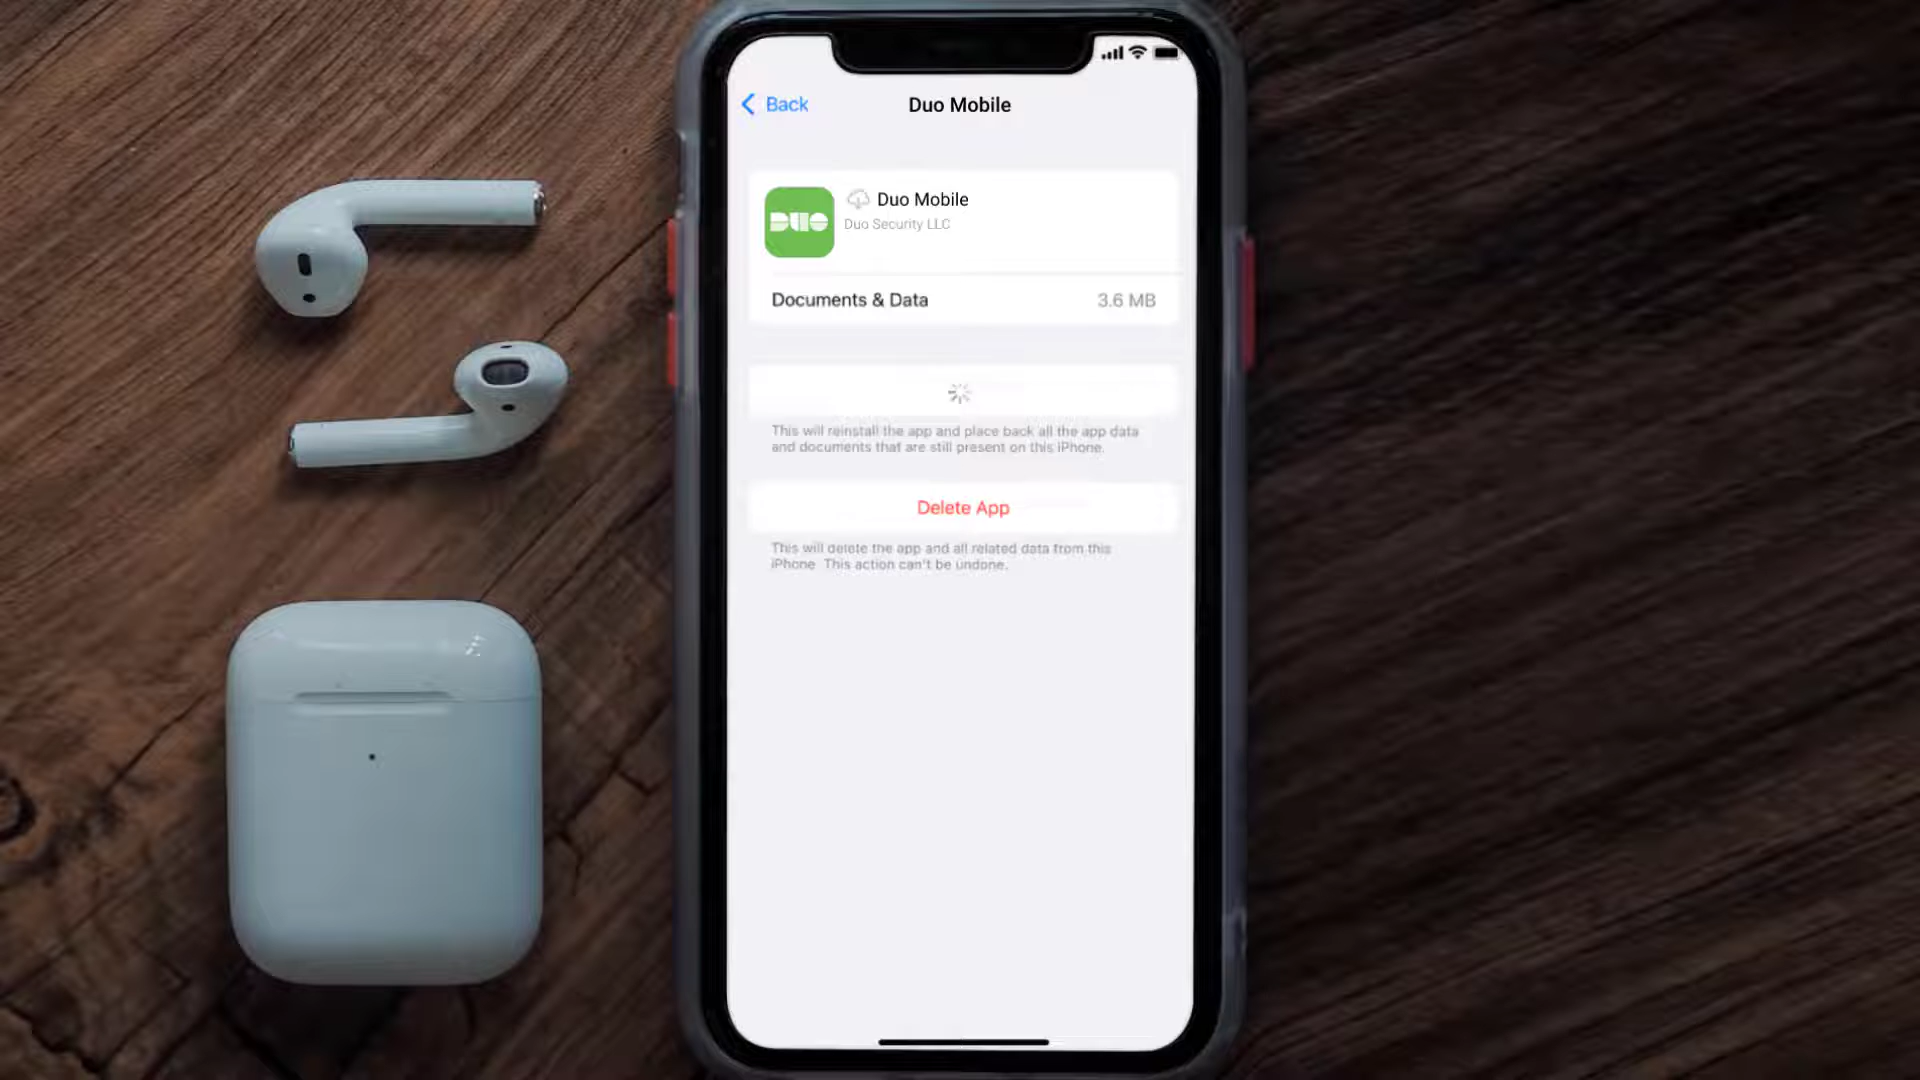 Back
Duo Mobile
DUO
Duo Mobile
Duo Security LLC
Documents & Data
3.6 MB
This will reinstall the app and place back all the app data
and documents that are still present on this iPhone.
Delete App
This will delete the app and all related data from this
iPhone. This action can't be undone.